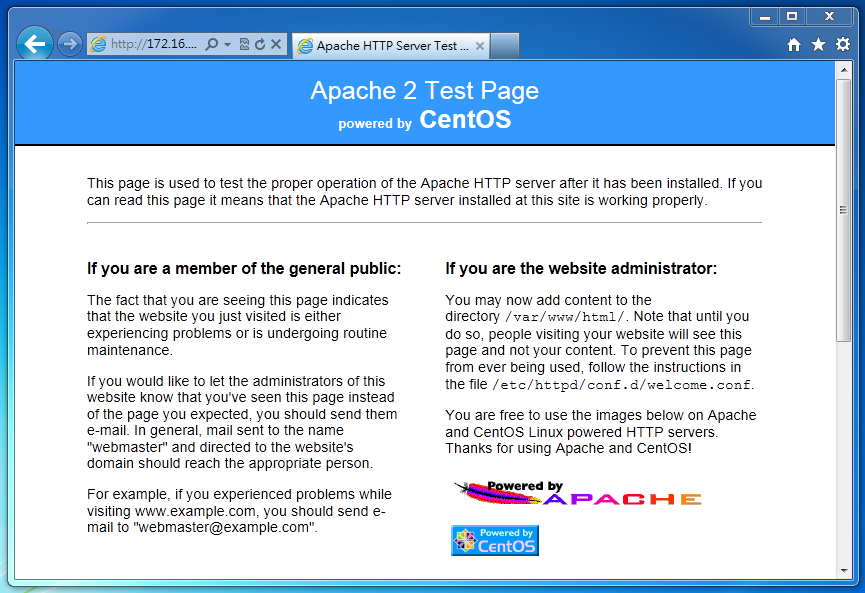 http://172.16....
Apache HTTP Server Test ...
Apache 2 Test Page
powered by CentOS
This page is used to test the proper operation of the Apache HTTP server after it has been installed. If you
can read this page it means that the Apache HTTP server installed at this site is working properly.
If you are a member of the general public:
The fact that you are seeing this page indicates
that the website you just visited is either
experiencing problems or is undergoing routine
maintenance.
If you would like to let the administrators of this
website know that you've seen this page instead
of the page you expected, you should send them
e-mail. In general, mail sent to the name
"webmaster" and directed to the website's
domain should reach the appropriate person.
For example, if you experienced problems while
visiting www.example.com, you should send e-
mail to "webmaster@example.com".
If you are the website administrator:
You may now add content to the
directory /var/www/html/. Note that until you
do so, people visiting your website will see this
page and not your content. To prevent this page
from ever being used, follow the instructions in
the file /etc/httpd/conf.d/welcome.conf.
You are free to use the images below on Apache
and CentOS Linux powered HTTP servers.
Thanks for using Apache and CentOS!
Powered by
APACHE
Powered by
CentOS